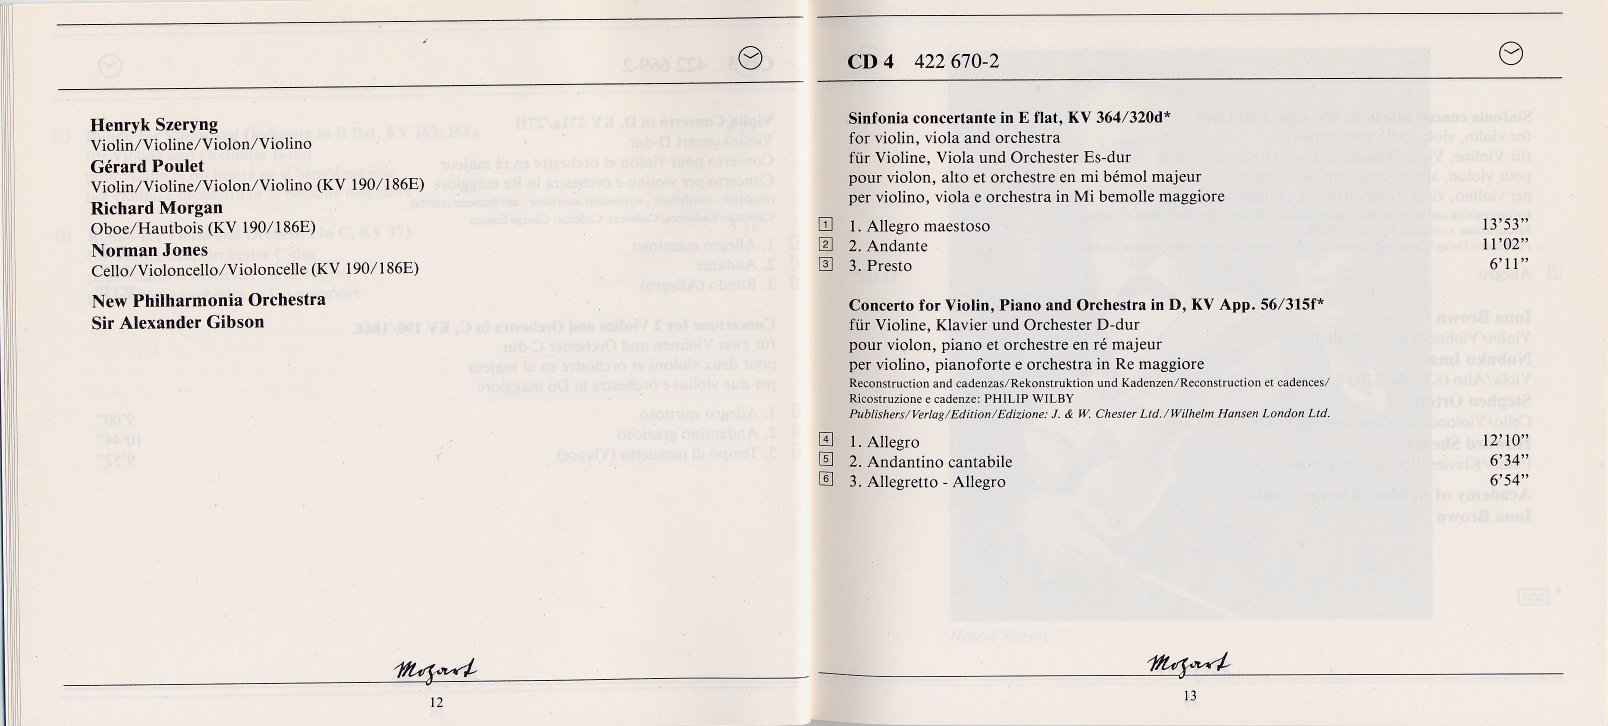 Henryk Szeryng
Violin/Violine/Violon/Violino
Gérard Poulet
Violin/Violine/Violon/Violino (KV 190/186E)
Richard Morgan
Oboe/Hautbois (KV 190/186E)
Norman Jones
Cello/Violoncello/Violoncelle (KV 190/186E)
New Philharmonia Orchestra
Sir Alexander Gibson
Mozart
12
CD 4 422 670-2
Sinfonia concertante in E flat, KV 364/320d*
for violin, viola and orchestra
für Violine, Viola und Orchester Es-dur
pour violon, alto et orchestre en mi bémol majeur
per violino, viola e orchestra in Mi bemolle maggiore
1 1. Allegro maestoso 13’53”
2 2. Andante 11’02”
3 3. Presto 6’11”
Concerto for Violin, Piano and Orchestra in D, KV App. 56/315f*
für Violine, Klavier und Orchester D-dur
pour violon, piano et orchestre en ré majeur
per violino, pianoforte e orchestra in Re maggiore
Reconstruction and cadenzas/Rekonstruktion und Kadenzen/Reconstruction et cadences/
Ricostruzione e cadenze: PHILIP WILBY
Publishers/Verlag/Edition/Edizione: J. & W. Chester Ltd./Wilhelm Hansen London Ltd.
4 1. Allegro 12’10”
5 2. Andantino cantabile 6’34”
6 3. Allegretto - Allegro 6’54”
Mozart
13